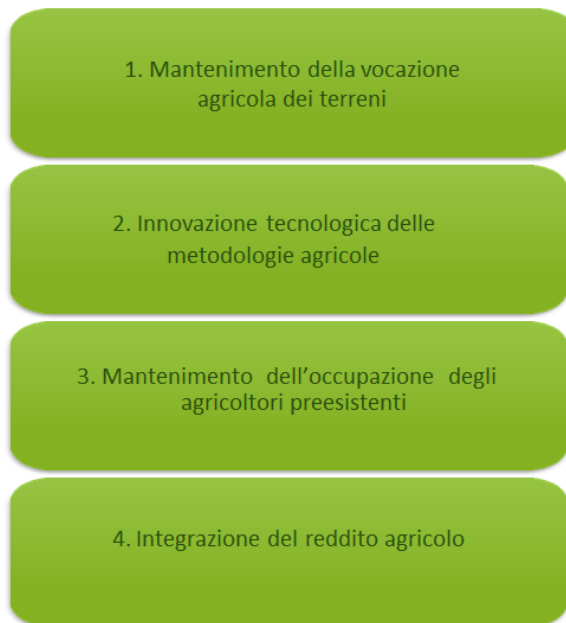 1. Mantenimento della vocazione
agricola dei terreni
2. Innovazione tecnologica delle
metodologie agricole
3. Mantenimento dell’occupazione degli
agricoltori preesistenti
4. Integrazione del reddito agricolo